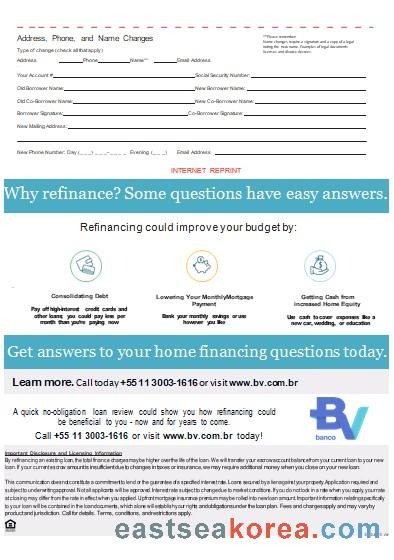 Address, Phone, and Name Changes
Type of change (check all that apply)
Address Phone Name** Email Address
**Please remember
Name changes require a signature and a copy of a legal
noting the new name. Examples of legal documents
licenses and divorce decrees.
Your Account # Social Security Number:
Old Borrower Name: New Borrower Name:
Old Co-Borrower Name: New Co-Borrower Name:
Borrower Signature: Co-Borrower Signature:
New Mailing Address:
New Phone Number: Day (___) ___-____ Evening (___) Email Address:
INTERNET REPRINT
Why refinance? Some questions have easy answers.
Refinancing could improve your budget by:
Consolidating Debt
Pay off high-interest credit cards and
other loans; you could pay less per
month than you're paying now
Lowering Your Monthly Mortgage
Payment
Bank your monthly savings or use
however you like
Getting Cash from
increased Home Equity
Use cash to cover expenses like a
new car, wedding, or education
Get answers to your home financing questions today.
Learn more. Call today +55 11 3003-1616 or visit www.bv.com.br
A quick no-obligation loan review could show you how refinancing could
be beneficial to you - now and for years to come.
Call +55 11 3003-1616 or visit www.bv.com.br today!
BV
banco
Important Disclosure and Licensing Information
By refinancing an existing loan, the total finance charges may be higher over the life of the loan. We will transfer your escrow account balance from your current loan to your new
loan. If your current escrow amount is insufficient due to changes in taxes or insurance, we may require additional money when you close on your new loan.
This communication does not constitute a commitment to lend or the guarantee of a specified interest rate. Loans secured by a lien against your property. Application required and
subject to underwriting approval. Not all applicants will be approved. Interest rate subject to change due to market conditions. If you do not lock in a rate when you apply, your rate
at closing may differ from the rate in effect when you applied. Upfront mortgage insurance premium may be rolled into new loan amount. Important information relating specifically
to your loan will be contained in the loan documents, which alone will establish your rights and obligations under the loan plan. Fees and charges apply and may vary by
product and jurisdiction. Call for details. Terms, conditions, and restrictions apply.
eastseakorea.com